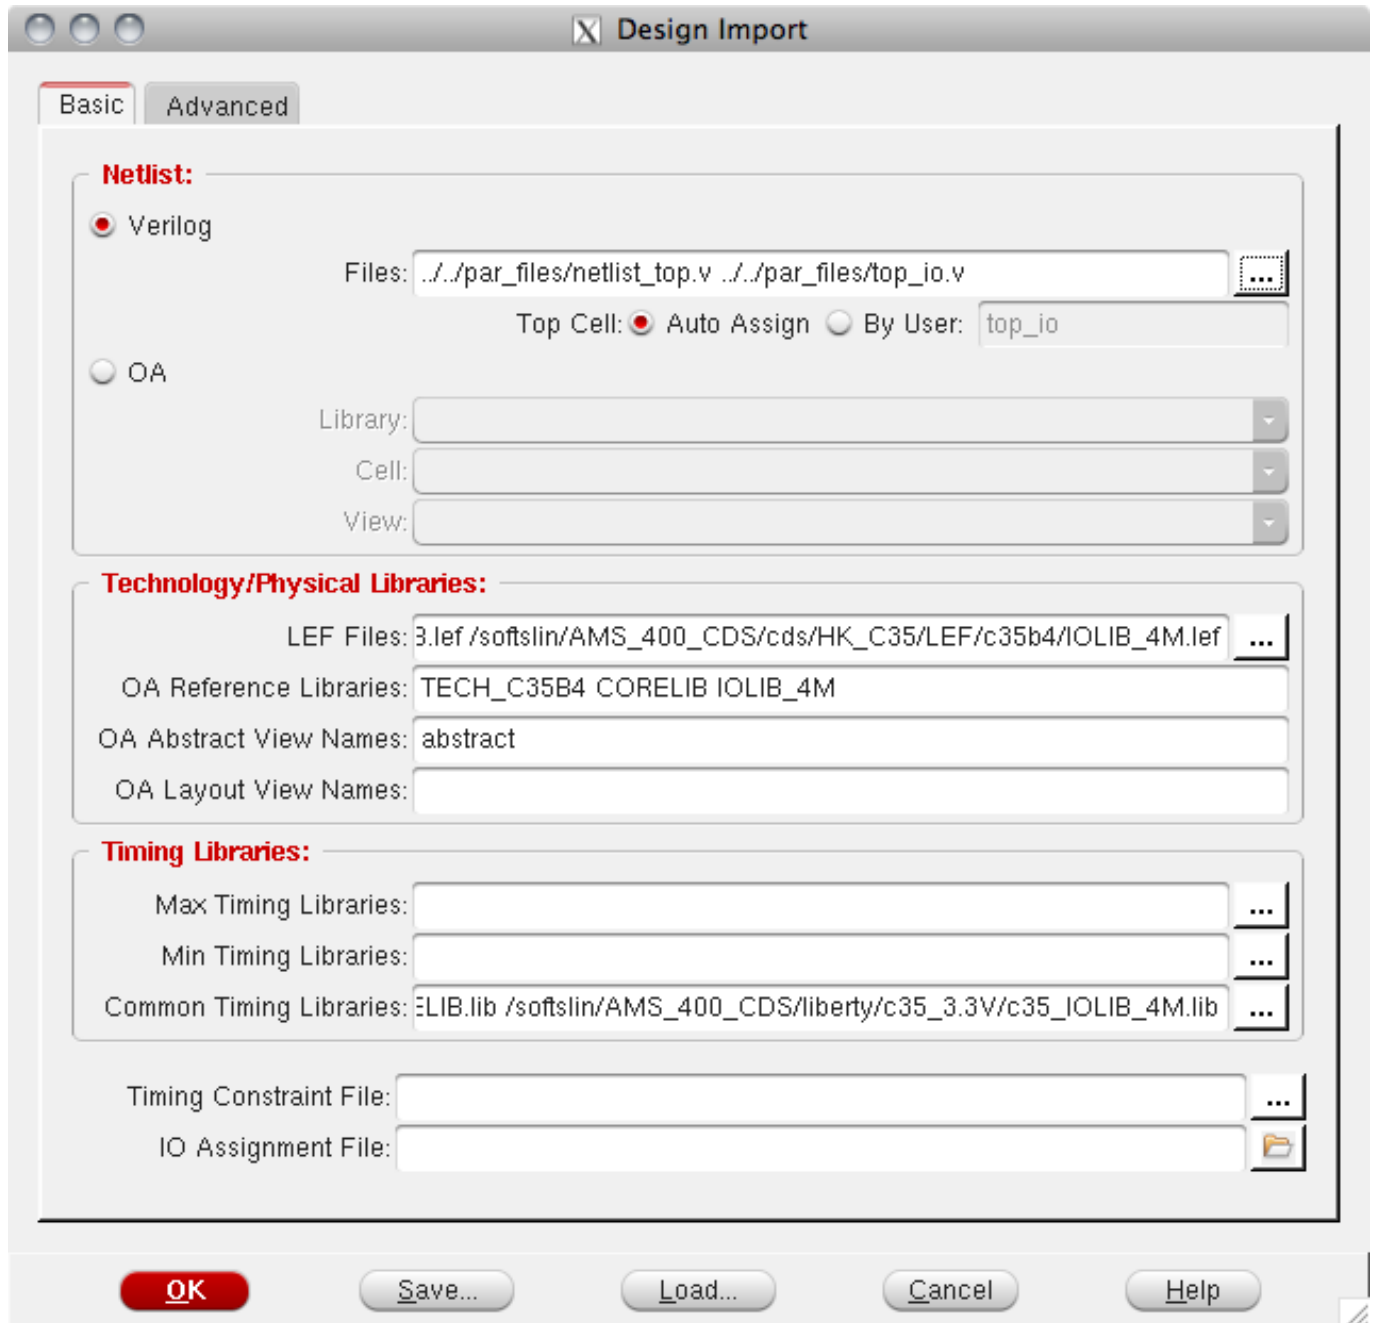 Design Import
Basic Advanced
Netlist:
Verilog
Files: ../../par_files/netlist_top.v ../../par_files/top_io.v ...
Top Cell: Auto Assign By User: top_io
OA
Library:
Cell:
View:
Technology/Physical Libraries:
LEF Files: 3.lef /softslin/AMS_400_CDS/cds/HK_C35/LEF/c35b4/IOLIB_4M.lef ...
OA Reference Libraries: TECH_C35B4 CORELIB IOLIB_4M
OA Abstract View Names: abstract
OA Layout View Names:
Timing Libraries:
Max Timing Libraries: ...
Min Timing Libraries: ...
Common Timing Libraries: ELIB.lib /softslin/AMS_400_CDS/liberty/c35_3.3V/c35_IOLIB_4M.lib ...
Timing Constraint File: ...
IO Assignment File:
OK Save... Load... Cancel Help